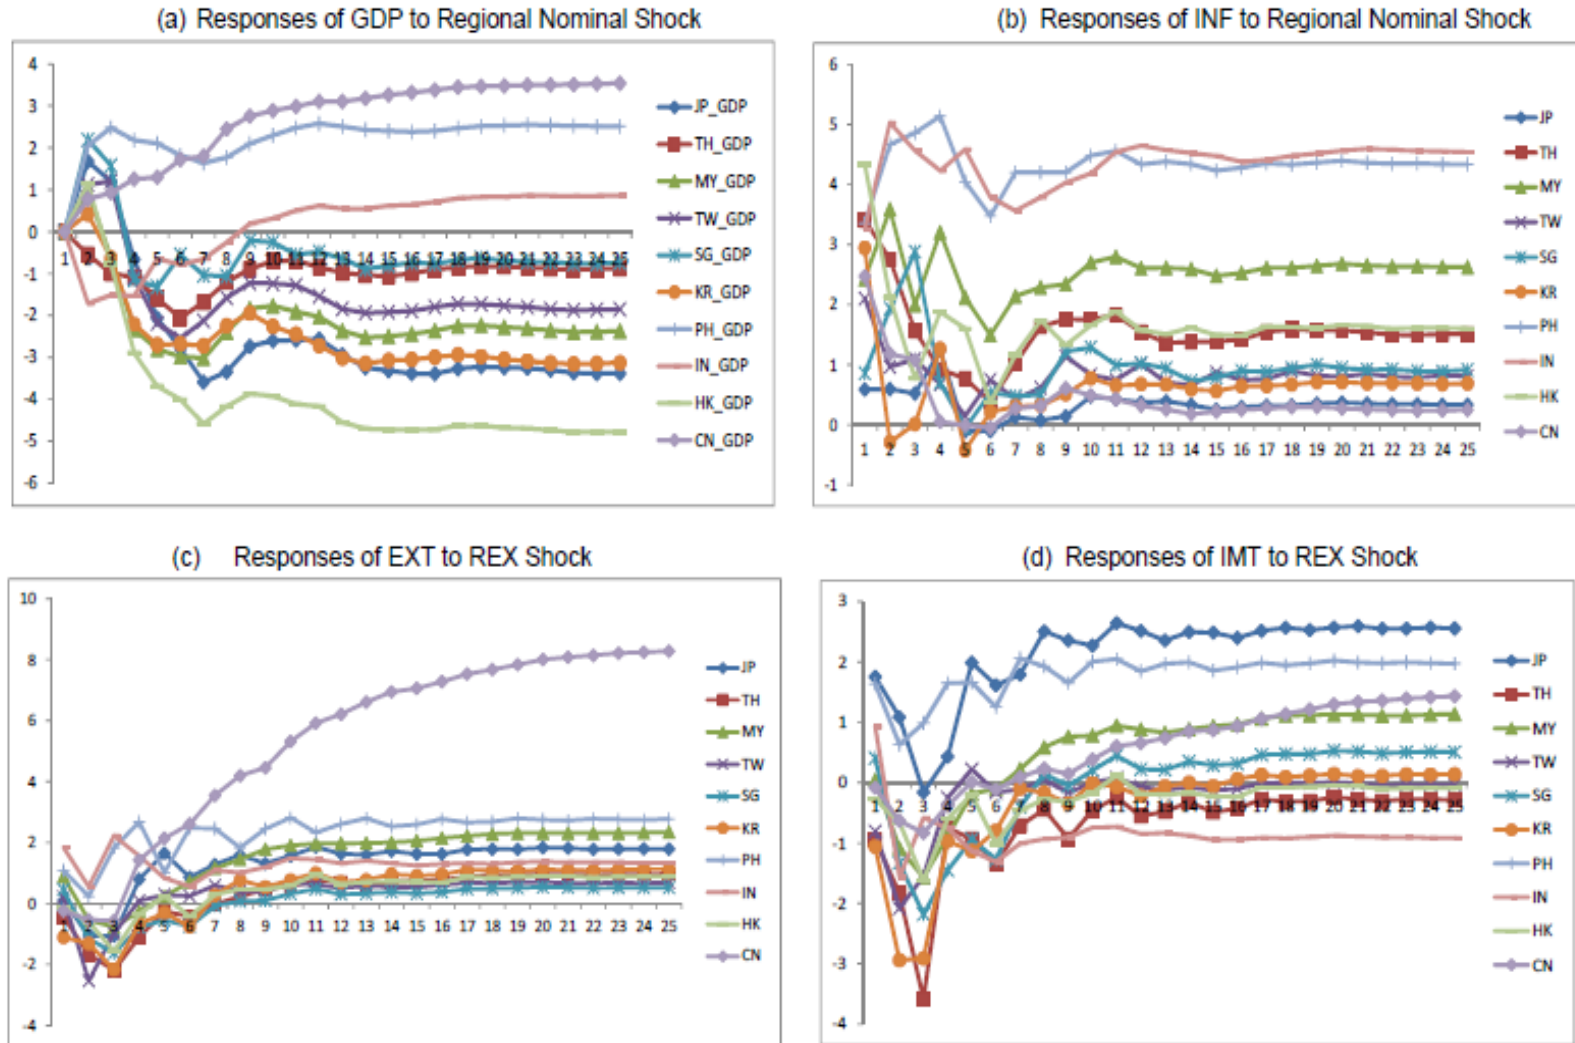 (a) Responses of GDP to Regional Nominal Shock
4
3
2
1
0
-1
-2
-3
-4
-5
-6
1 2 3 4 5 6 7 8 9 10 11 12 13 14 15 16 17 18 19 20 21 22 23 24 25
JP_GDP
TH_GDP
MY_GDP
TW_GDP
SG_GDP
KR_GDP
PH_GDP
IN_GDP
HK_GDP
CN_GDP
(b) Responses of INF to Regional Nominal Shock
6
5
4
3
2
1
0
-1
1 2 3 4 5 6 7 8 9 10 11 12 13 14 15 16 17 18 19 20 21 22 23 24 25
JP
TH
MY
TW
SG
KR
PH
IN
HK
CN
(c) Responses of EXT to REX Shock
10
8
6
4
2
0
-2
-4
1 2 3 4 5 6 7 8 9 10 11 12 13 14 15 16 17 18 19 20 21 22 23 24 25
JP
TH
MY
TW
SG
KR
PH
IN
HK
CN
(d) Responses of IMT to REX Shock
3
2
1
0
-1
-2
-3
-4
1 2 3 4 5 6 7 8 9 10 11 12 13 14 15 16 17 18 19 20 21 22 23 24 25
JP
TH
MY
TW
SG
KR
PH
IN
HK
CN